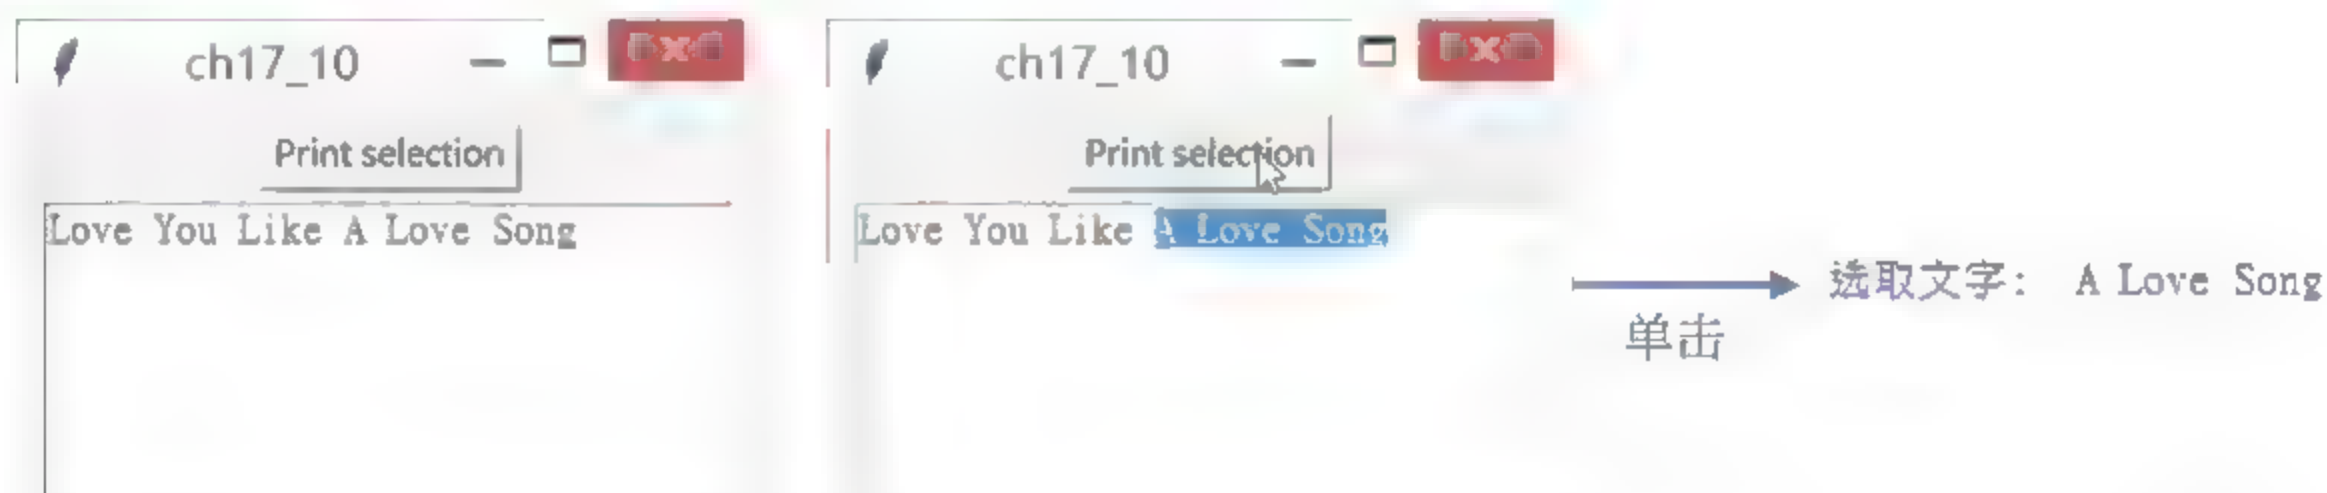 ch17_10
Print selection
Love You Like A Love Song
ch17_10
Print selection
Love You Like A Love Song
单击
選取文字: A Love Song